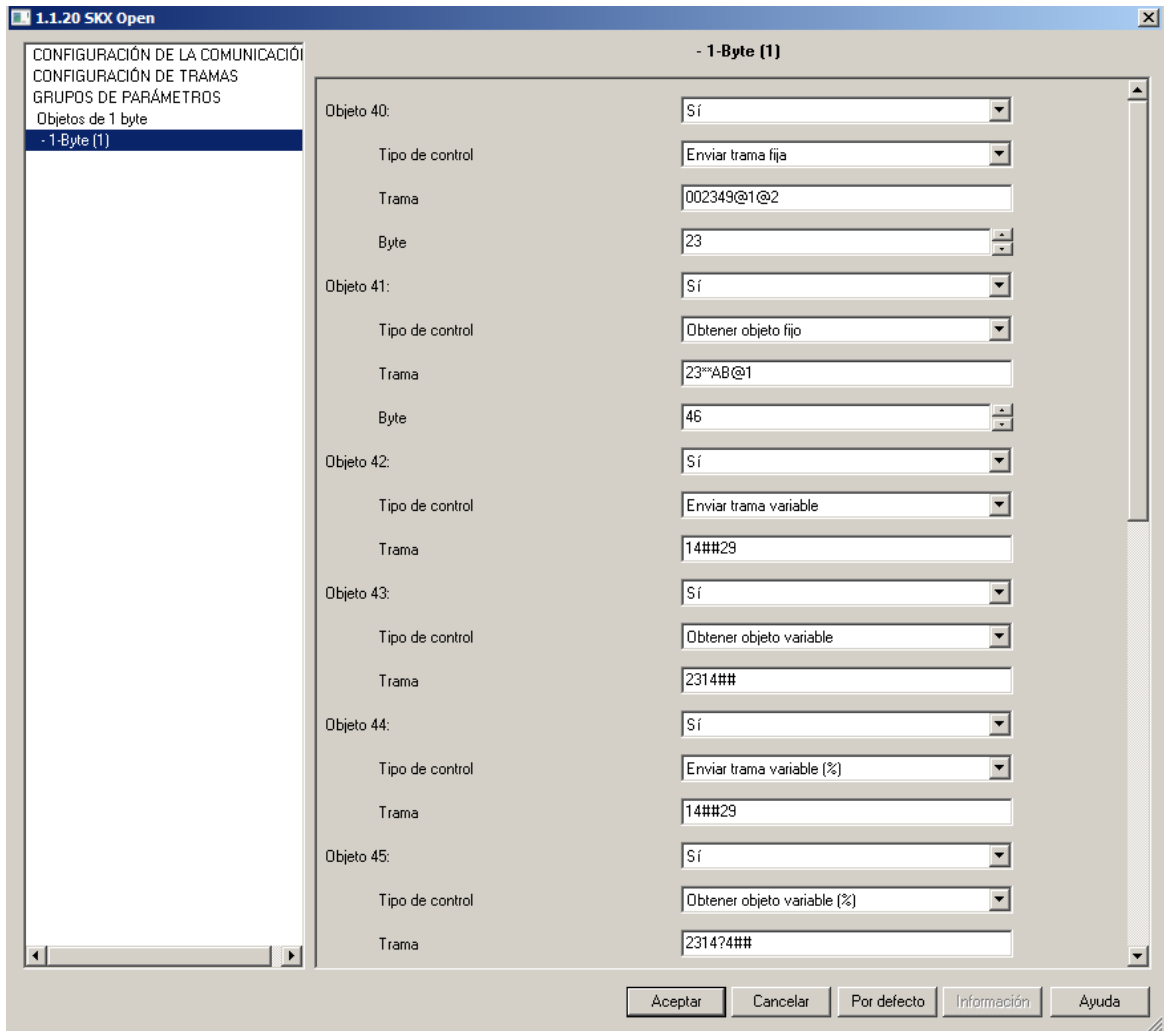 1.1.20 SKX Open
CONFIGURACIÓN DE LA COMUNICACIÓI
CONFIGURACIÓN DE TRAMAS
GRUPOS DE PARÁMETROS
Objetos de 1 byte
- 1-Byte (1)
- 1-Byte (1)
Objeto 40: Sí
Tipo de control Enviar trama fija
Trama 002349@1@2
Byte 23
Objeto 41: Sí
Tipo de control Obtener objeto fijo
Trama 23**AB@1
Byte 46
Objeto 42: Sí
Tipo de control Enviar trama variable
Trama 14##29
Objeto 43: Sí
Tipo de control Obtener objeto variable
Trama 2314##
Objeto 44: Sí
Tipo de control Enviar trama variable (%)
Trama 14##29
Objeto 45: Sí
Tipo de control Obtener objeto variable (%)
Trama 2314?4##
Aceptar Cancelar Por defecto Información Ayuda